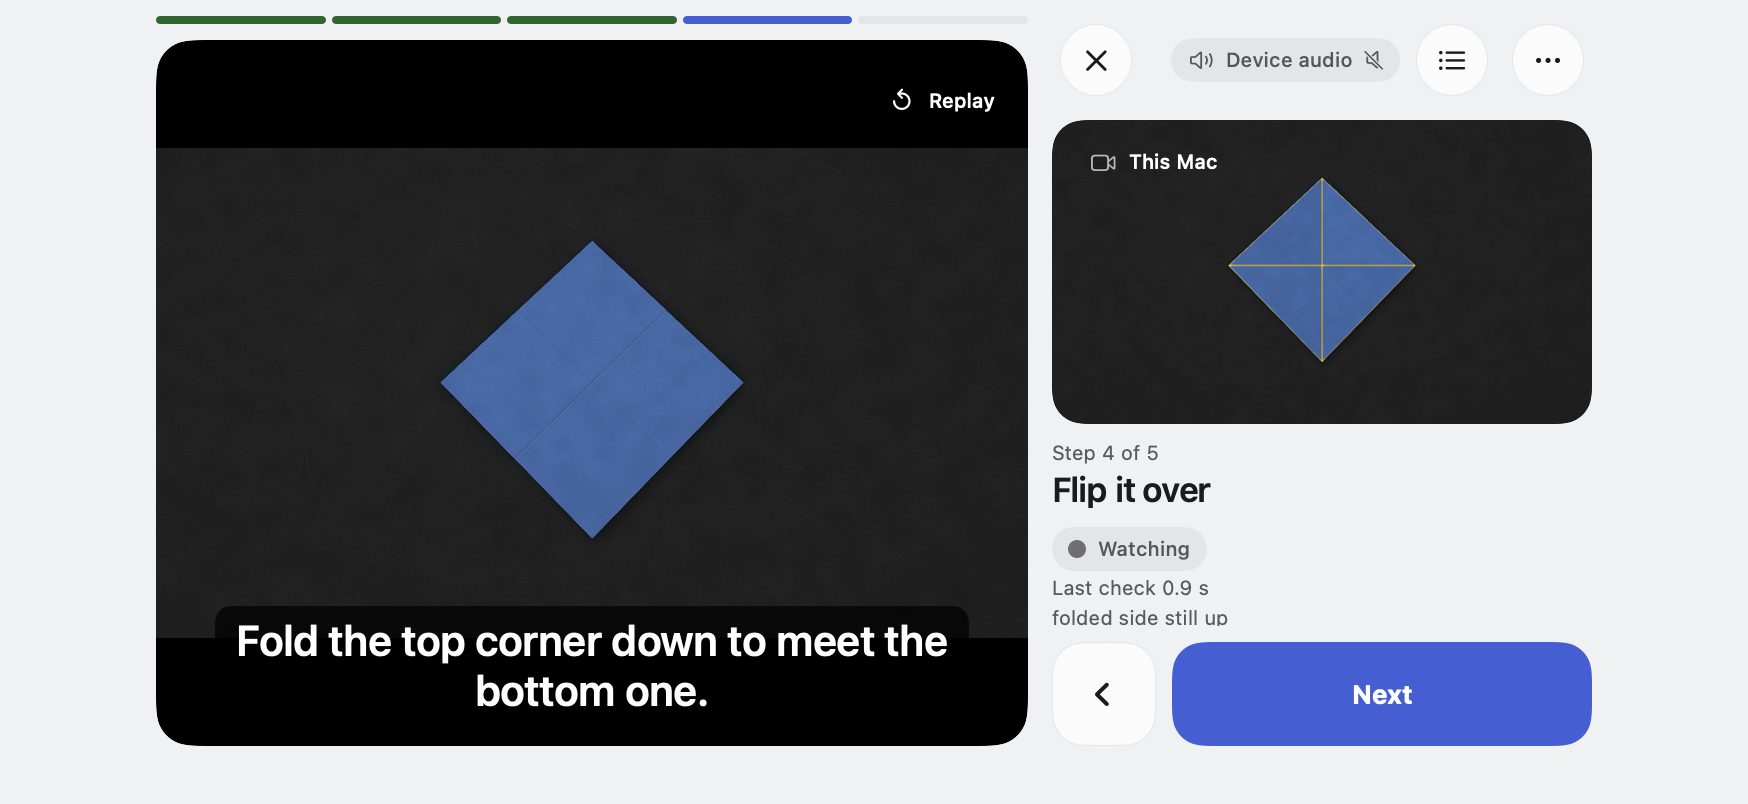 Replay
Fold the top corner down to meet the
bottom one.
Device audio
This Mac
Step 4 of 5
Flip it over
Watching
Last check 0.9 s
folded side still up
Next